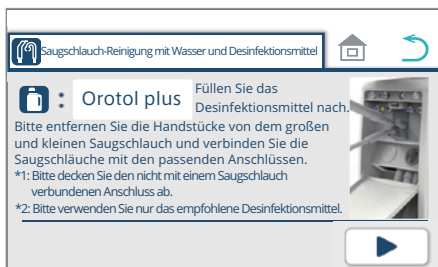 Saugschlauch-Reinigung mit Wasser und Desinfektionsmittel
: Orotol plus
Füllen Sie das
Desinfektionsmittel nach.
Bitte entfernen Sie die Handstücke von dem großen
und kleinen Saugschlauch und verbinden Sie die
Saugschläuche mit den passenden Anschlüssen.
*1: Bitte decken Sie den nicht mit einem Saugschlauch
verbundenen Anschluss ab.
*2: Bitte verwenden Sie nur das empfohlene Desinfektionsmittel.